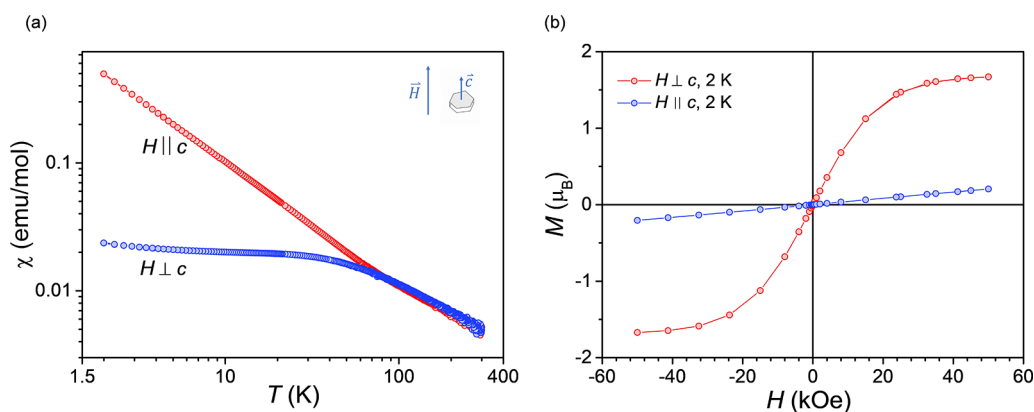 (a)
χ (emu/mol)
0.1
0.01
H || c
H ⊥ c
H⃗
c⃗
1.5
10
100
400
T (K)
(b)
M (μB)
2
1
0
-1
-2
H ⊥ c, 2 K
H || c, 2 K
-60
-40
-20
0
20
40
60
H (kOe)